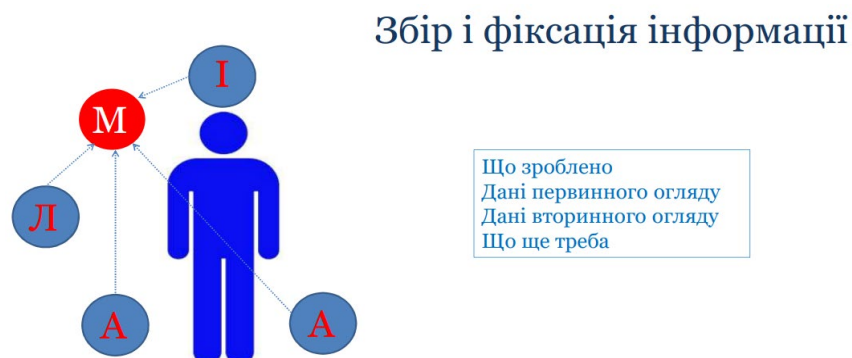 Збір і фіксація інформації
І
М
Л
А
А
Що зроблено
Дані первинного огляду
Дані вторинного огляду
Що ще треба